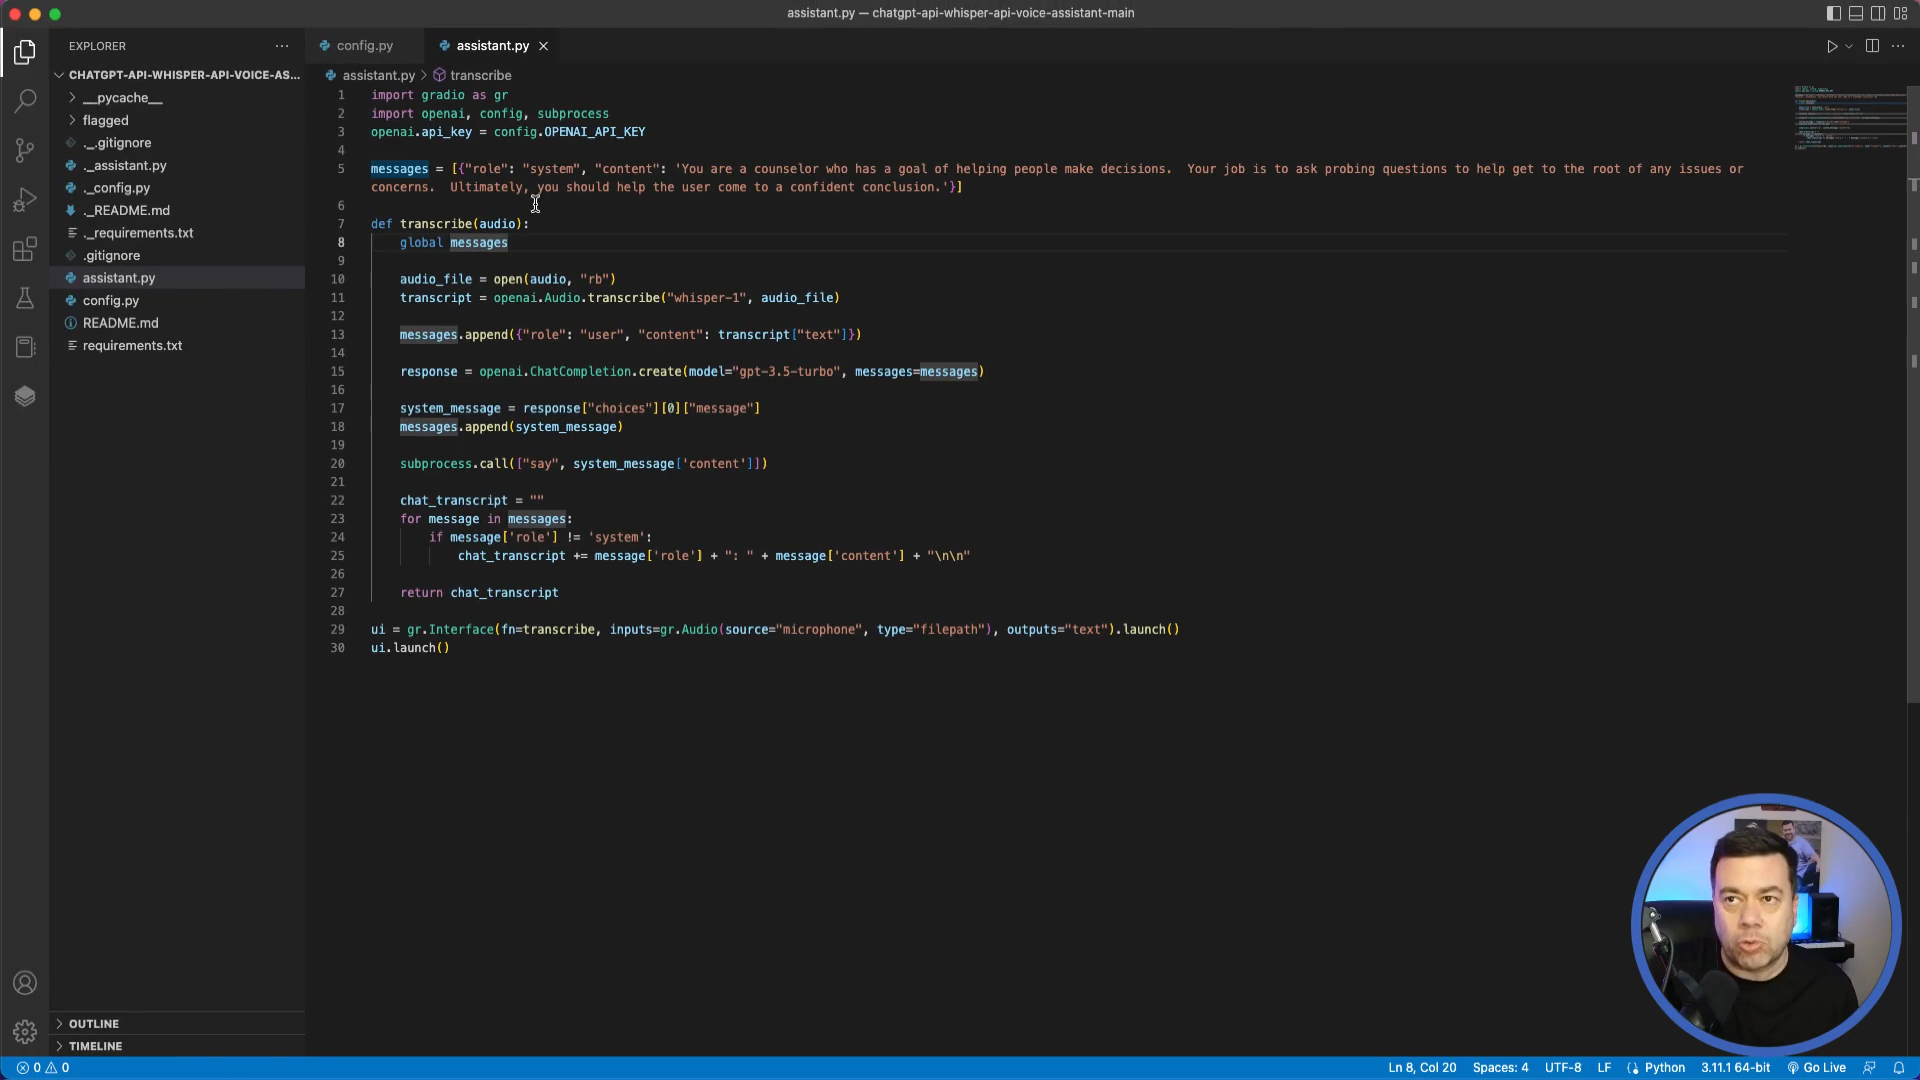 assistant.py — chatgpt-api-whisper-api-voice-assistant-main
EXPLORER
CHATGPT-API-WHISPER-API-VOICE-AS...
__pycache__
flagged
._.gitignore
._assistant.py
._config.py
._README.md
._requirements.txt
.gitignore
assistant.py
config.py
README.md
requirements.txt
OUTLINE
TIMELINE
config.py
assistant.py
assistant.py > transcribe
1 import gradio as gr
2 import openai, config, subprocess
3 openai.api_key = config.OPENAI_API_KEY
4
5 messages = [{"role": "system", "content": 'You are a counselor who has a goal of helping people make decisions.  Your job is to ask probing questions to help get to the root of any issues or
concerns.  Ultimately, you should help the user come to a confident conclusion.'}]
6
7 def transcribe(audio):
8     global messages
9
10     audio_file = open(audio, "rb")
11     transcript = openai.Audio.transcribe("whisper-1", audio_file)
12
13     messages.append({"role": "user", "content": transcript["text"]})
14
15     response = openai.ChatCompletion.create(model="gpt-3.5-turbo", messages=messages)
16
17     system_message = response["choices"][0]["message"]
18     messages.append(system_message)
19
20     subprocess.call(["say", system_message['content']])
21
22     chat_transcript = ""
23     for message in messages:
24         if message['role'] != 'system':
25             chat_transcript += message['role'] + ": " + message['content'] + "\n\n"
26
27     return chat_transcript
28
29 ui = gr.Interface(fn=transcribe, inputs=gr.Audio(source="microphone", type="filepath"), outputs="text").launch()
30 ui.launch()
0 0
Ln 8, Col 20 Spaces: 4 UTF-8 LF Python 3.11.1 64-bit Go Live